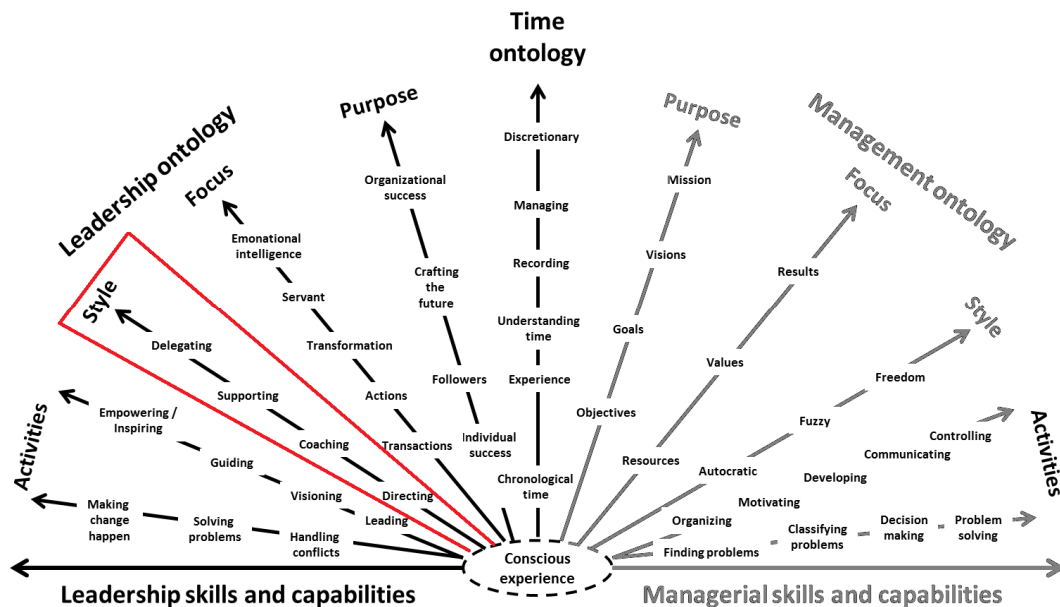 Time
ontology
Leadership ontology
Management ontology
Purpose
Organizational
success
Crafting
the
future
Followers
Individual
success
Focus
Emonational
intelligence
Servant
Transformation
Actions
Transactions
Style
Delegating
Supporting
Coaching
Directing
Activities
Empowering /
Inspiring
Guiding
Visioning
Leading
Making
change
happen
Solving
problems
Handling
conflicts
Discretionary
Managing
Recording
Understanding
time
Experience
Chronological
time
Purpose
Mission
Visions
Goals
Objectives
Focus
Results
Values
Resources
Style
Freedom
Fuzzy
Autocratic
Activities
Controlling
Communicating
Developing
Motivating
Organizing
Problem
solving
Decision
making
Classifying
problems
Finding problems
Conscious
experience
Leadership skills and capabilities
Managerial skills and capabilities